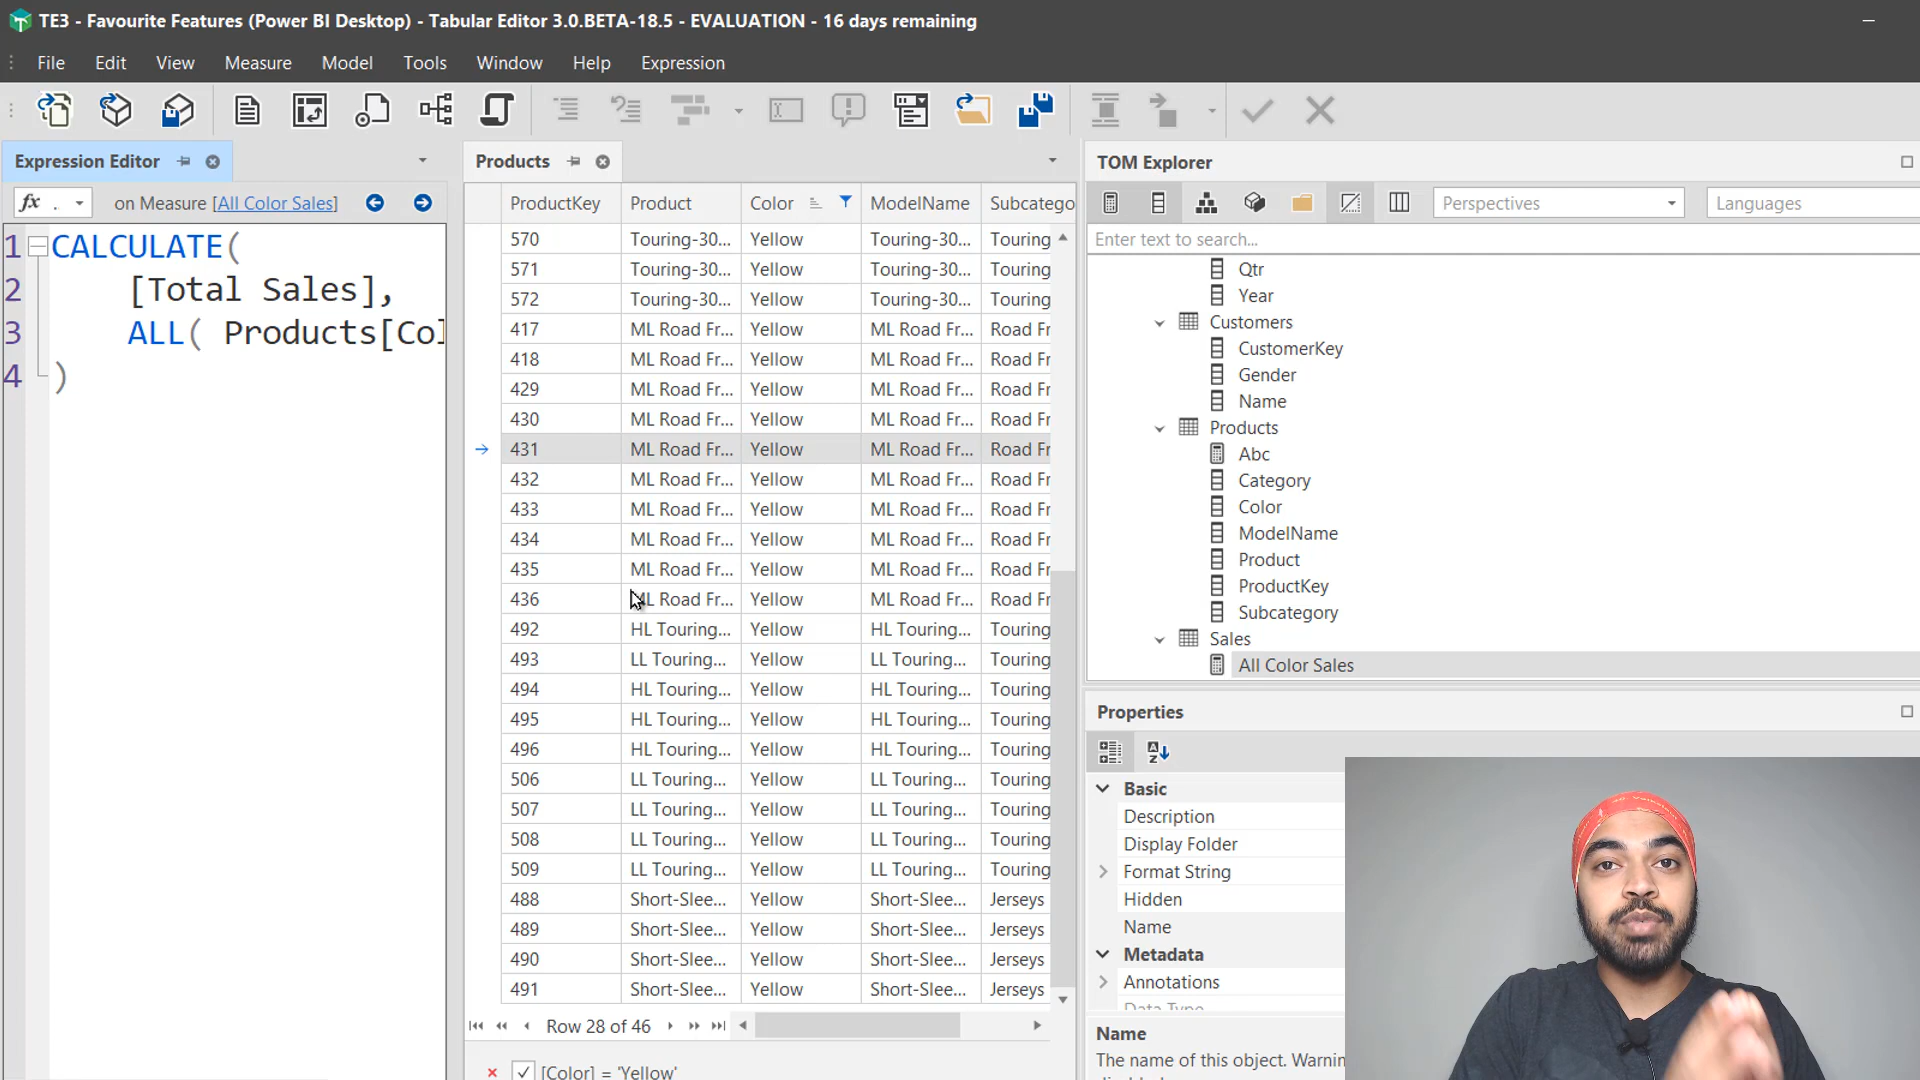 TE3 - Favourite Features (Power BI Desktop) - Tabular Editor 3.0.BETA-18.5 - EVALUATION - 16 days remaining
File Edit View Measure Model Tools Window Help Expression
Expression Editor
on Measure [All Color Sales]
1 CALCULATE(
2 [Total Sales],
3 ALL( Products[Col
4 )
Products
ProductKey Product Color ModelName Subcatego
570 Touring-30... Yellow Touring-30... Touring
571 Touring-30... Yellow Touring-30... Touring
572 Touring-30... Yellow Touring-30... Touring
417 ML Road Fr... Yellow ML Road Fr... Road Fr
418 ML Road Fr... Yellow ML Road Fr... Road Fr
429 ML Road Fr... Yellow ML Road Fr... Road Fr
430 ML Road Fr... Yellow ML Road Fr... Road Fr
431 ML Road Fr... Yellow ML Road Fr... Road Fr
432 ML Road Fr... Yellow ML Road Fr... Road Fr
433 ML Road Fr... Yellow ML Road Fr... Road Fr
434 ML Road Fr... Yellow ML Road Fr... Road Fr
435 ML Road Fr... Yellow ML Road Fr... Road Fr
436 ML Road Fr... Yellow ML Road Fr... Road Fr
492 HL Touring... Yellow HL Touring... Touring
493 LL Touring... Yellow LL Touring... Touring
494 HL Touring... Yellow HL Touring... Touring
495 HL Touring... Yellow HL Touring... Touring
496 HL Touring... Yellow HL Touring... Touring
506 LL Touring... Yellow LL Touring... Touring
507 LL Touring... Yellow LL Touring... Touring
508 LL Touring... Yellow LL Touring... Touring
509 LL Touring... Yellow LL Touring... Touring
488 Short-Slee... Yellow Short-Slee... Jerseys
489 Short-Slee... Yellow Short-Slee... Jerseys
490 Short-Slee... Yellow Short-Slee... Jerseys
491 Short-Slee... Yellow Short-Slee... Jerseys
Row 28 of 46
[Color] = 'Yellow'
TOM Explorer
Perspectives Languages
Enter text to search...
Qtr
Year
Customers
CustomerKey
Gender
Name
Products
Abc
Category
Color
ModelName
Product
ProductKey
Subcategory
Sales
All Color Sales
Properties
Basic
Description
Display Folder
Format String
Hidden
Name
Metadata
Annotations
Data Type
Name
The name of this object. Warnin